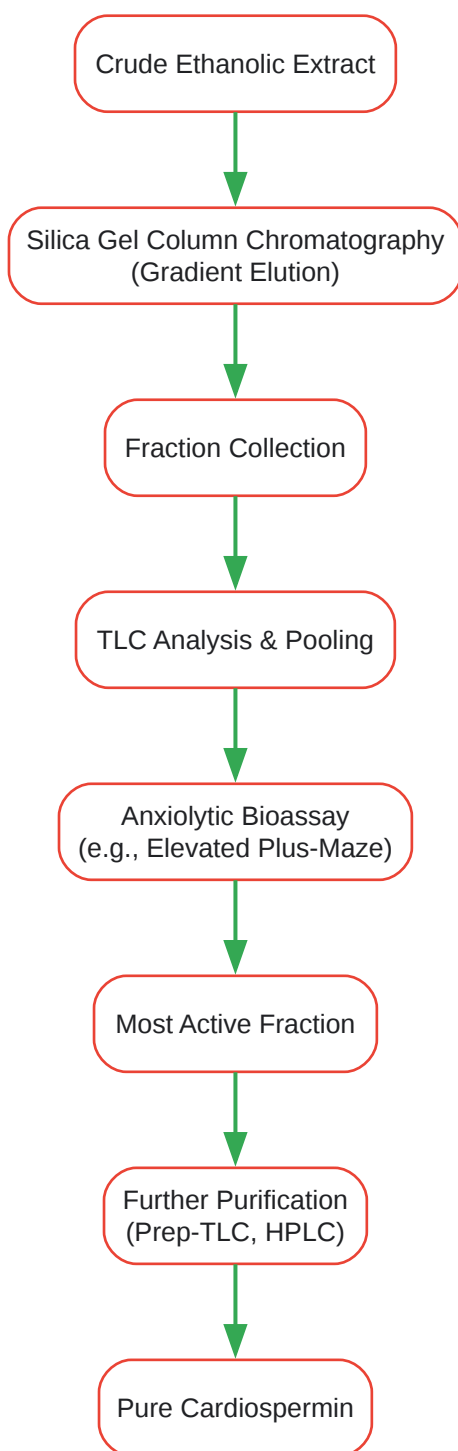 Crude Ethanolic Extract
Silica Gel Column Chromatography
(Gradient Elution)
Fraction Collection
TLC Analysis & Pooling
Anxiolytic Bioassay
(e.g., Elevated Plus-Maze)
Most Active Fraction
Further Purification
(Prep-TLC, HPLC)
Pure Cardiospermin